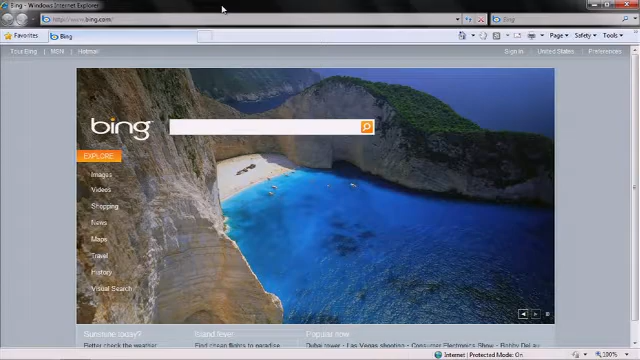 Bing - Windows Internet Explorer
http://www.bing.com/
Bing
Favorites
Bing
Page
Safety
Tools
Your Bing | MSN | Hotmail
Sign in | United States | Preferences
bing
EXPLORE
Images
Videos
Shopping
News
Maps
Travel
History
Visual Search
Sunshine today?
Island fever
Popular now
Better check the weather
Find cheap flights to paradise
Dubai tower · Las Vegas shooting · Consumer Electronics Show · Bobby
Internet | Protected Mode: On
100%